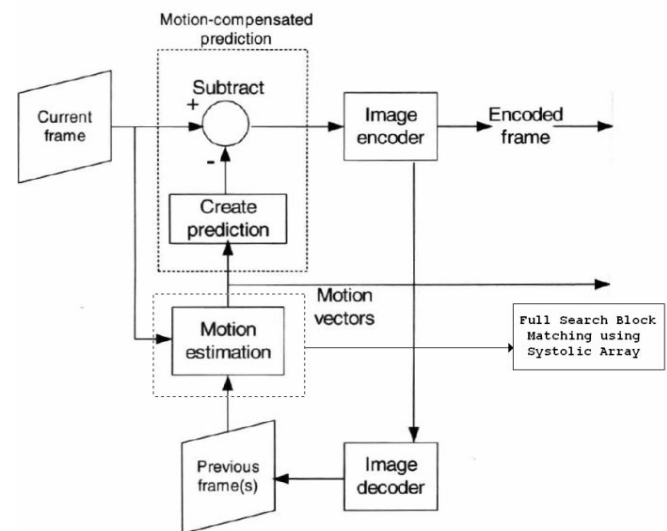 Motion-compensated
prediction
Subtract
+
-
Current
frame
Image
encoder
Encoded
frame
Create
prediction
Motion
vectors
Motion
estimation
Full Search Block
Matching using
Systolic Array
Previous
frame(s)
Image
decoder